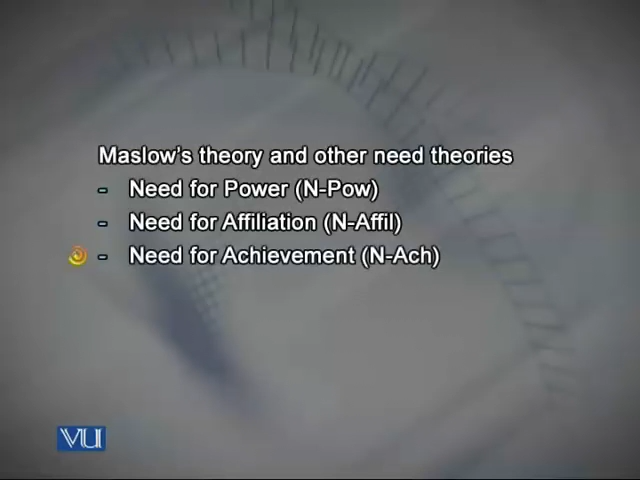 Maslow's theory and other need theories
- Need for Power (N-Pow)
- Need for Affiliation (N-Affil)
- Need for Achievement (N-Ach)
VU